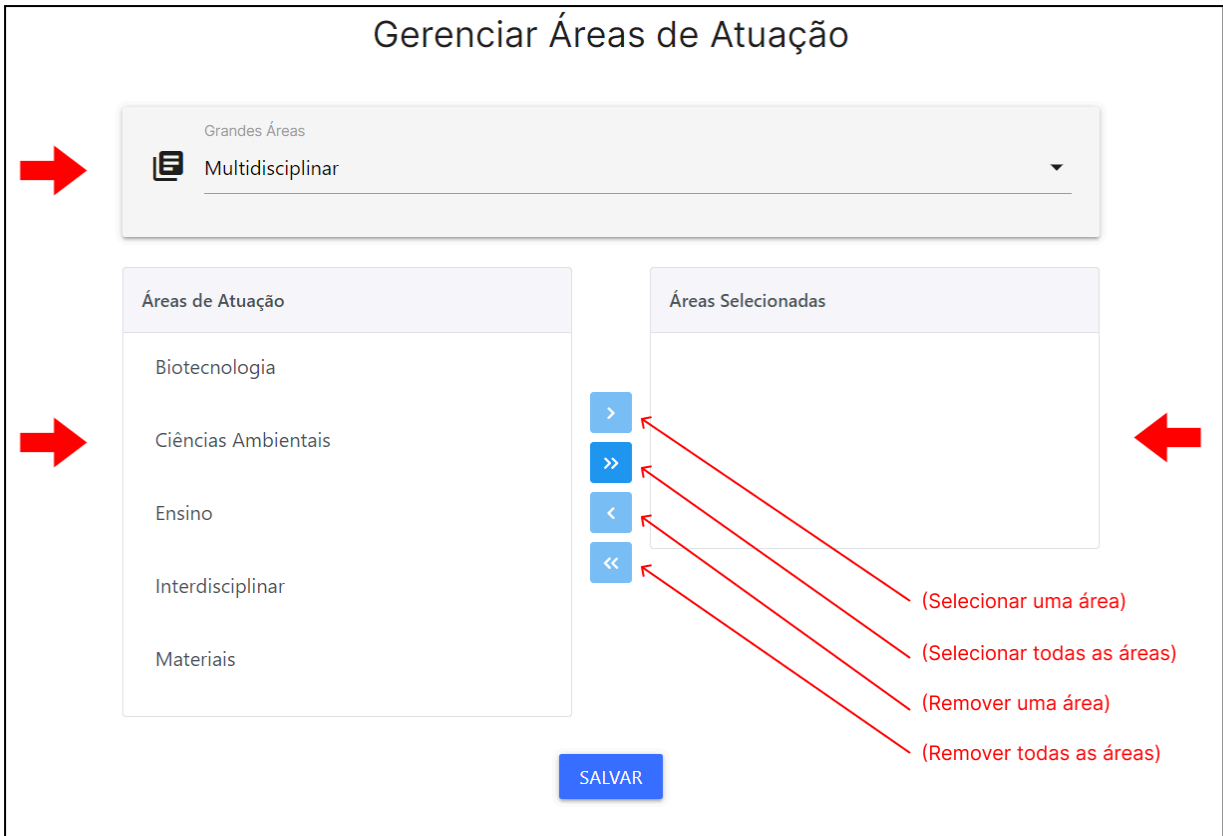 Gerenciar Áreas de Atuação
Grandes Áreas
Multidisciplinar
Áreas de Atuação
Biotecnologia
Ciências Ambientais
Ensino
Interdisciplinar
Materiais
Áreas Selecionadas
(Selecionar uma área)
(Selecionar todas as áreas)
(Remover uma área)
(Remover todas as áreas)
SALVAR